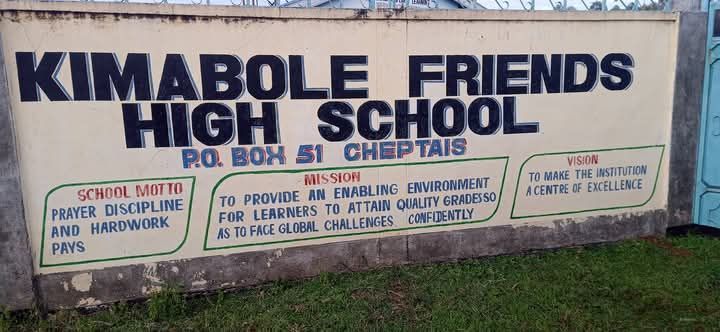 KIMABOLE FRIENDS
HIGH SCHOOL
P.O. BOX 51 CHEPTAIS
SCHOOL MOTTO
PRAYER DISCIPLINE
AND HARDWORK
PAYS
MISSION
TO PROVIDE AN ENABLING ENVIRONMENT
FOR LEARNERS TO ATTAIN QUALITY GRADES SO
AS TO FACE GLOBAL CHALLENGES CONFIDENTLY
VISION
TO MAKE THE INSTITUTION
A CENTRE OF EXCELLENCE